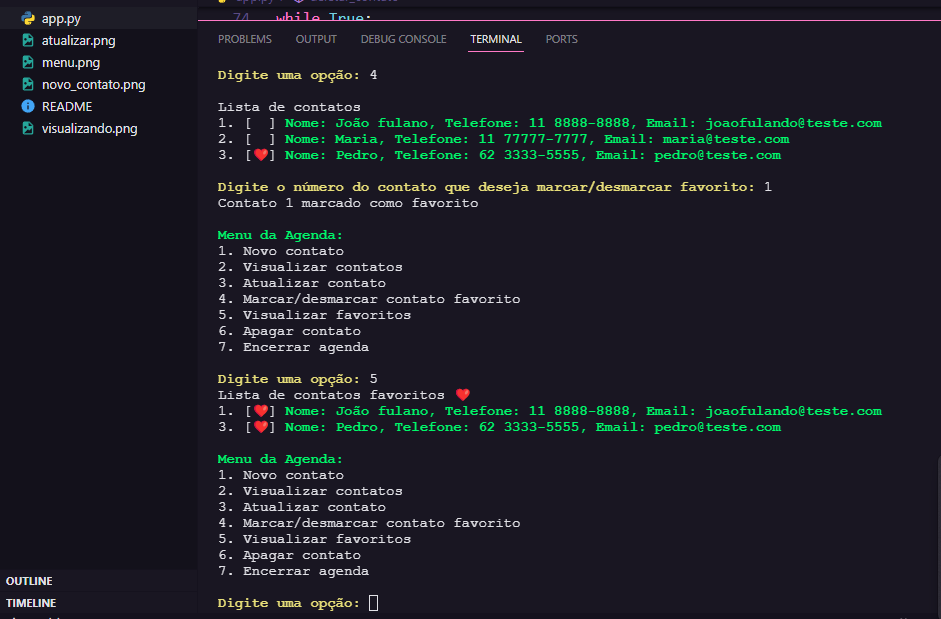 app.py
atualizar.png
menu.png
novo_contato.png
README
visualizando.png
OUTLINE
TIMELINE
74 while True:
PROBLEMS OUTPUT DEBUG CONSOLE TERMINAL PORTS
Digite uma opção: 4
Lista de contatos
1. [ ] Nome: João fulano, Telefone: 11 8888-8888, Email: joaofulando@teste.com
2. [ ] Nome: Maria, Telefone: 11 77777-7777, Email: maria@teste.com
3. [❤️] Nome: Pedro, Telefone: 62 3333-5555, Email: pedro@teste.com
Digite o número do contato que deseja marcar/desmarcar favorito: 1
Contato 1 marcado como favorito
Menu da Agenda:
1. Novo contato
2. Visualizar contatos
3. Atualizar contato
4. Marcar/desmarcar contato favorito
5. Visualizar favoritos
6. Apagar contato
7. Encerrar agenda
Digite uma opção: 5
Lista de contatos favoritos ❤️
1. [❤️] Nome: João fulano, Telefone: 11 8888-8888, Email: joaofulando@teste.com
3. [❤️] Nome: Pedro, Telefone: 62 3333-5555, Email: pedro@teste.com
Menu da Agenda:
1. Novo contato
2. Visualizar contatos
3. Atualizar contato
4. Marcar/desmarcar contato favorito
5. Visualizar favoritos
6. Apagar contato
7. Encerrar agenda
Digite uma opção: